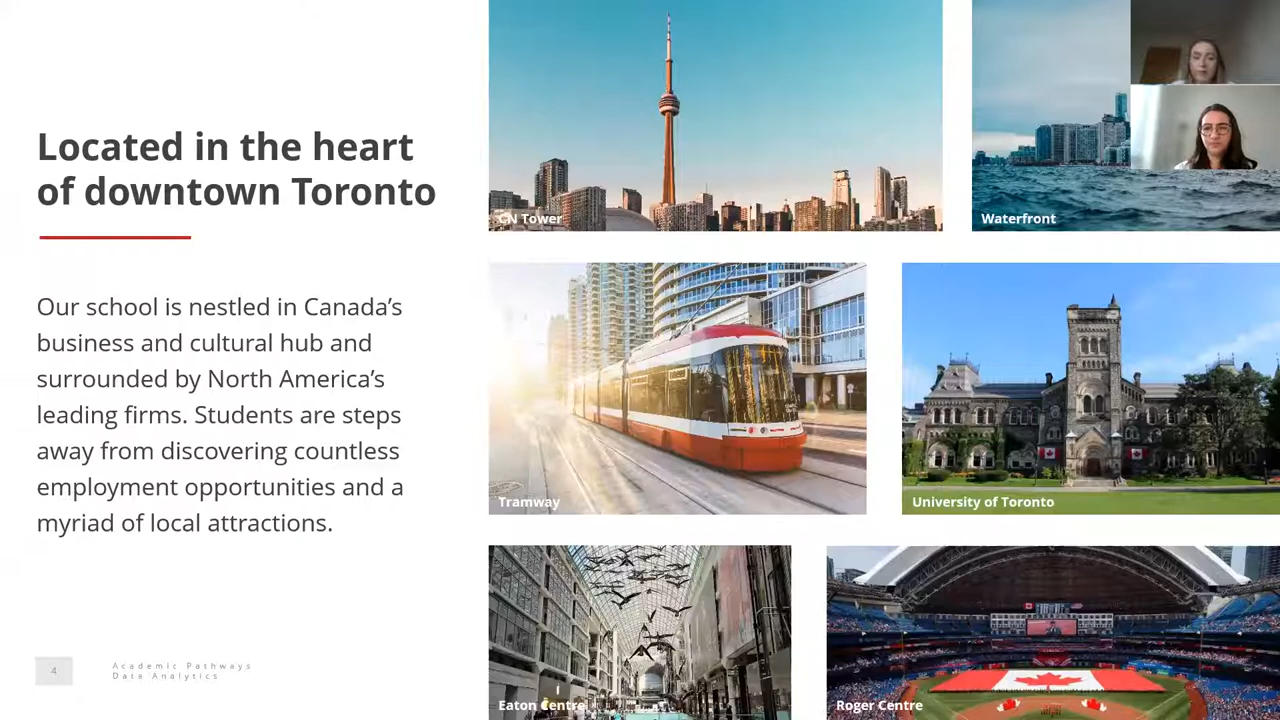 Located in the heart
of downtown Toronto
Our school is nestled in Canada’s
business and cultural hub and
surrounded by North America’s
leading firms. Students are steps
away from discovering countless
employment opportunities and a
myriad of local attractions.
4
Academic Pathways
Data Analytics
CN Tower
Waterfront
Tramway
University of Toronto
Eaton Centre
Roger Centre